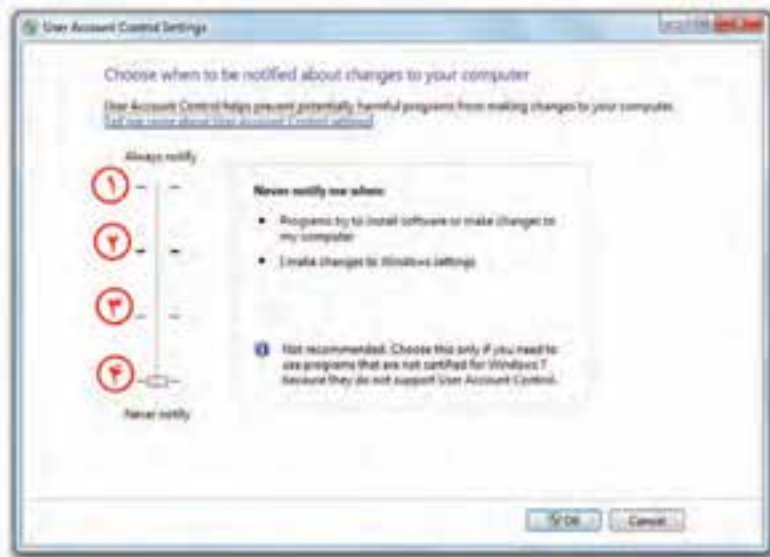 User Account Control Settings
Choose when to be notified about changes to your computer
User Account Control helps prevent potentially harmful programs from making changes to your computer.
Tell me more about User Account Control settings
Always notify
۱
۲
۳
۴
Never notify
Never notify me when:
• Programs try to install software or make changes to
my computer
• I make changes to Windows settings
Not recommended. Choose this only if you need to
use programs that are not certified for Windows 7
because they do not support User Account Control.
OK
Cancel